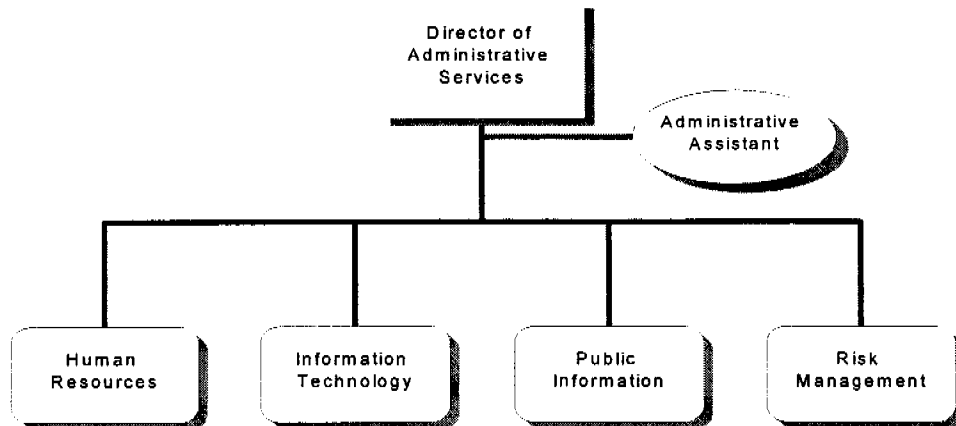 Director of
Administrative
Services
Administrative
Assistant
Human
Resources
Information
Technology
Public
Information
Risk
Management